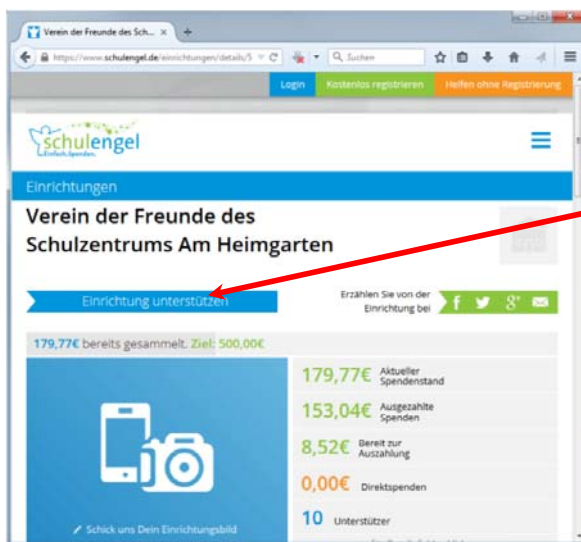 Verein der Freunde des Sch...
https://www.schulengel.de/einrichtungen/details/5
Suchen
Login
Kostenlos registrieren
Helfen ohne Registrierung
schulengel
Einfach.Spenden.
Einrichtungen
Verein der Freunde des
Schulzentrums Am Heimgarten
Einrichtung unterstützen
Erzählen Sie von der
Einrichtung bei
179,77€ bereits gesammelt. Ziel: 500,00€
179,77€ Aktueller
Spendenstand
153,04€ Ausgezahlte
Spenden
8,52€ Bereit zur
Auszahlung
0,00€ Direktspenden
10 Unterstützer
Schick uns Dein Einrichtungsbild